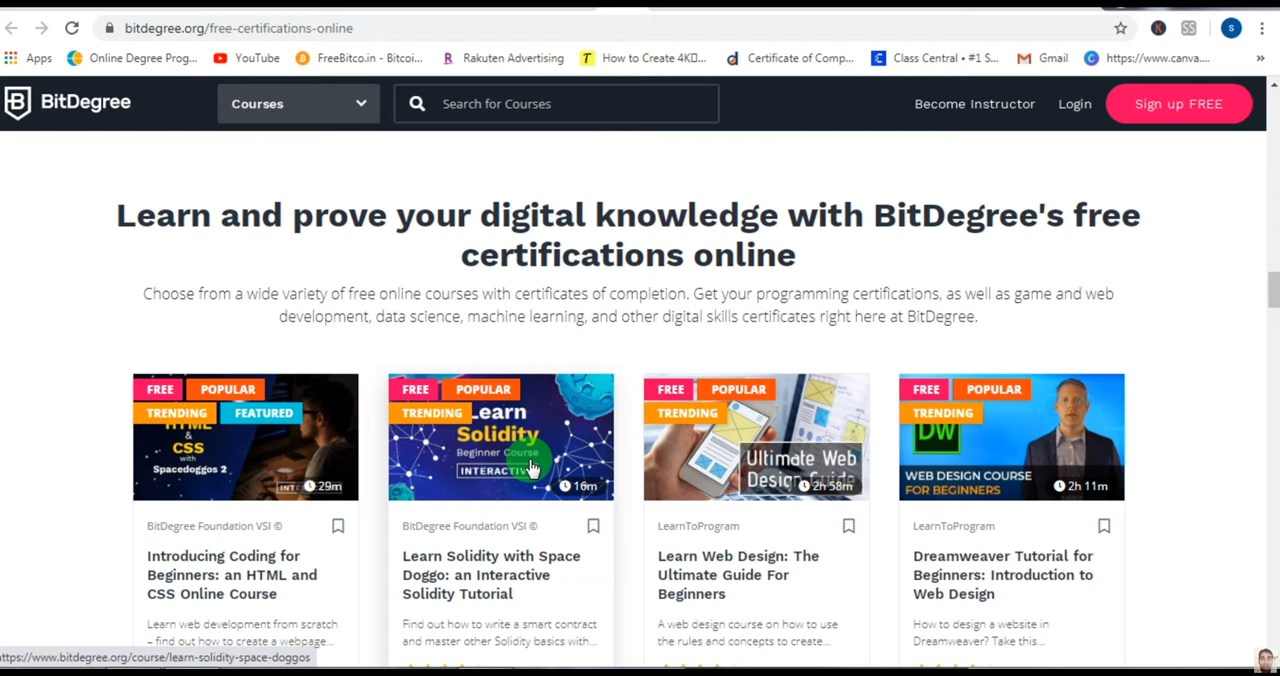 bitdegree.org/free-certifications-online
S
Apps
Online Degree Prog...
YouTube
FreeBitco.in - Bitcoi...
Rakuten Advertising
How to Create 4K
Certificate of Comp...
Class Central • #1 S...
Gmail
https://www.canva....
BitDegree
Courses
Search for Courses
Become Instructor
Login
Sign up FREE
Learn and prove your digital knowledge with BitDegree's free
certifications online
Choose from a wide variety of free online courses with certificates of completion. Get your programming certifications, as well as game and web
development, data science, machine learning, and other digital skills certificates right here at BitDegree.
FREE
POPULAR
TRENDING
FEATURED
HTML
&
CSS
with
Spacedoggos 2
29m
BitDegree Foundation VSI ©
Introducing Coding for
Beginners: an HTML and
CSS Online Course
Learn web development from scratch
– find out how to create a webpage...
FREE
POPULAR
TRENDING
Learn
Solidity
Beginner Course
INTERACTIVE
16m
BitDegree Foundation VSI ©
Learn Solidity with Space
Doggo: an Interactive
Solidity Tutorial
Find out how to write a smart contract
and master other Solidity basics with...
FREE
POPULAR
TRENDING
Ultimate Web
Design Guide
2h 58m
LearnToProgram
Learn Web Design: The
Ultimate Guide For
Beginners
A web design course on how to use
the rules and concepts to create...
FREE
POPULAR
TRENDING
DW
WEB DESIGN COURSE
FOR BEGINNERS
2h 11m
LearnToProgram
Dreamweaver Tutorial for
Beginners: Introduction to
Web Design
How to design a website in
Dreamweaver? Take this...
https://www.bitdegree.org/course/learn-solidity-space-doggos